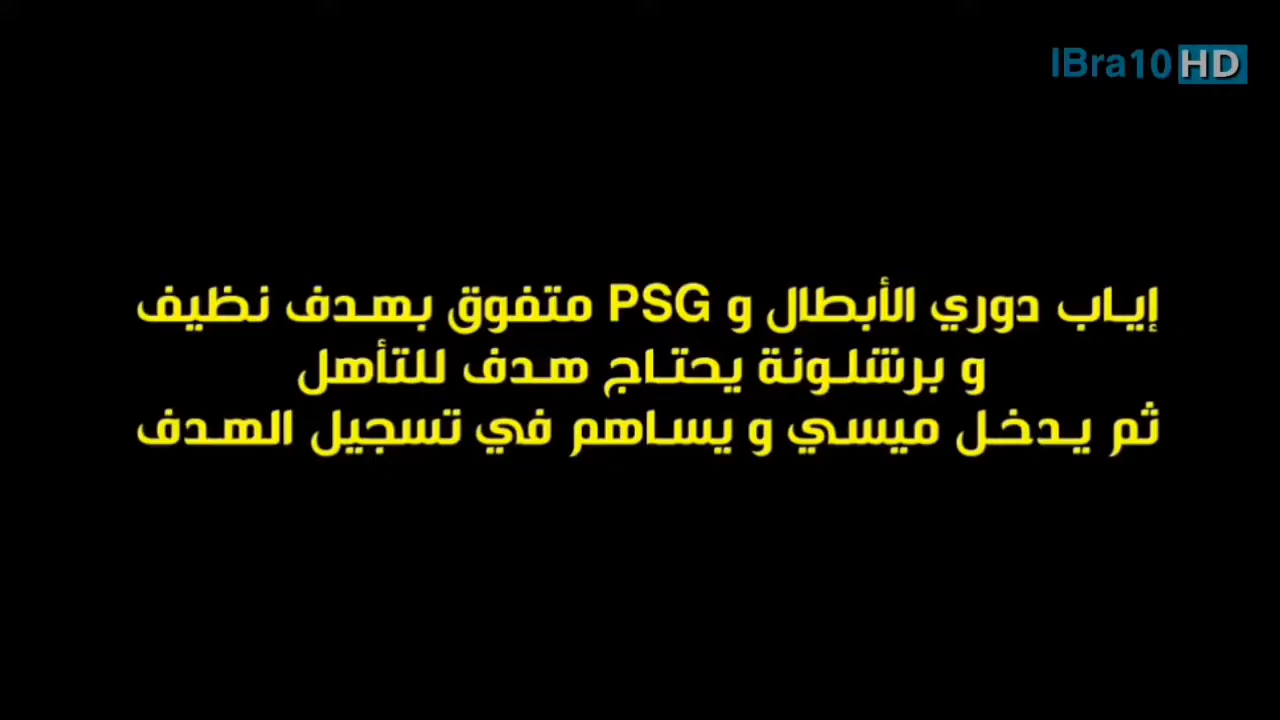 IBra10HD
إياب دوري الأبطال و PSG متفوق بهدف نظيف
و برشلونة يحتاج هدف للتأهل
ثم يدخل ميسي و يساهم في تسجيل الهدف